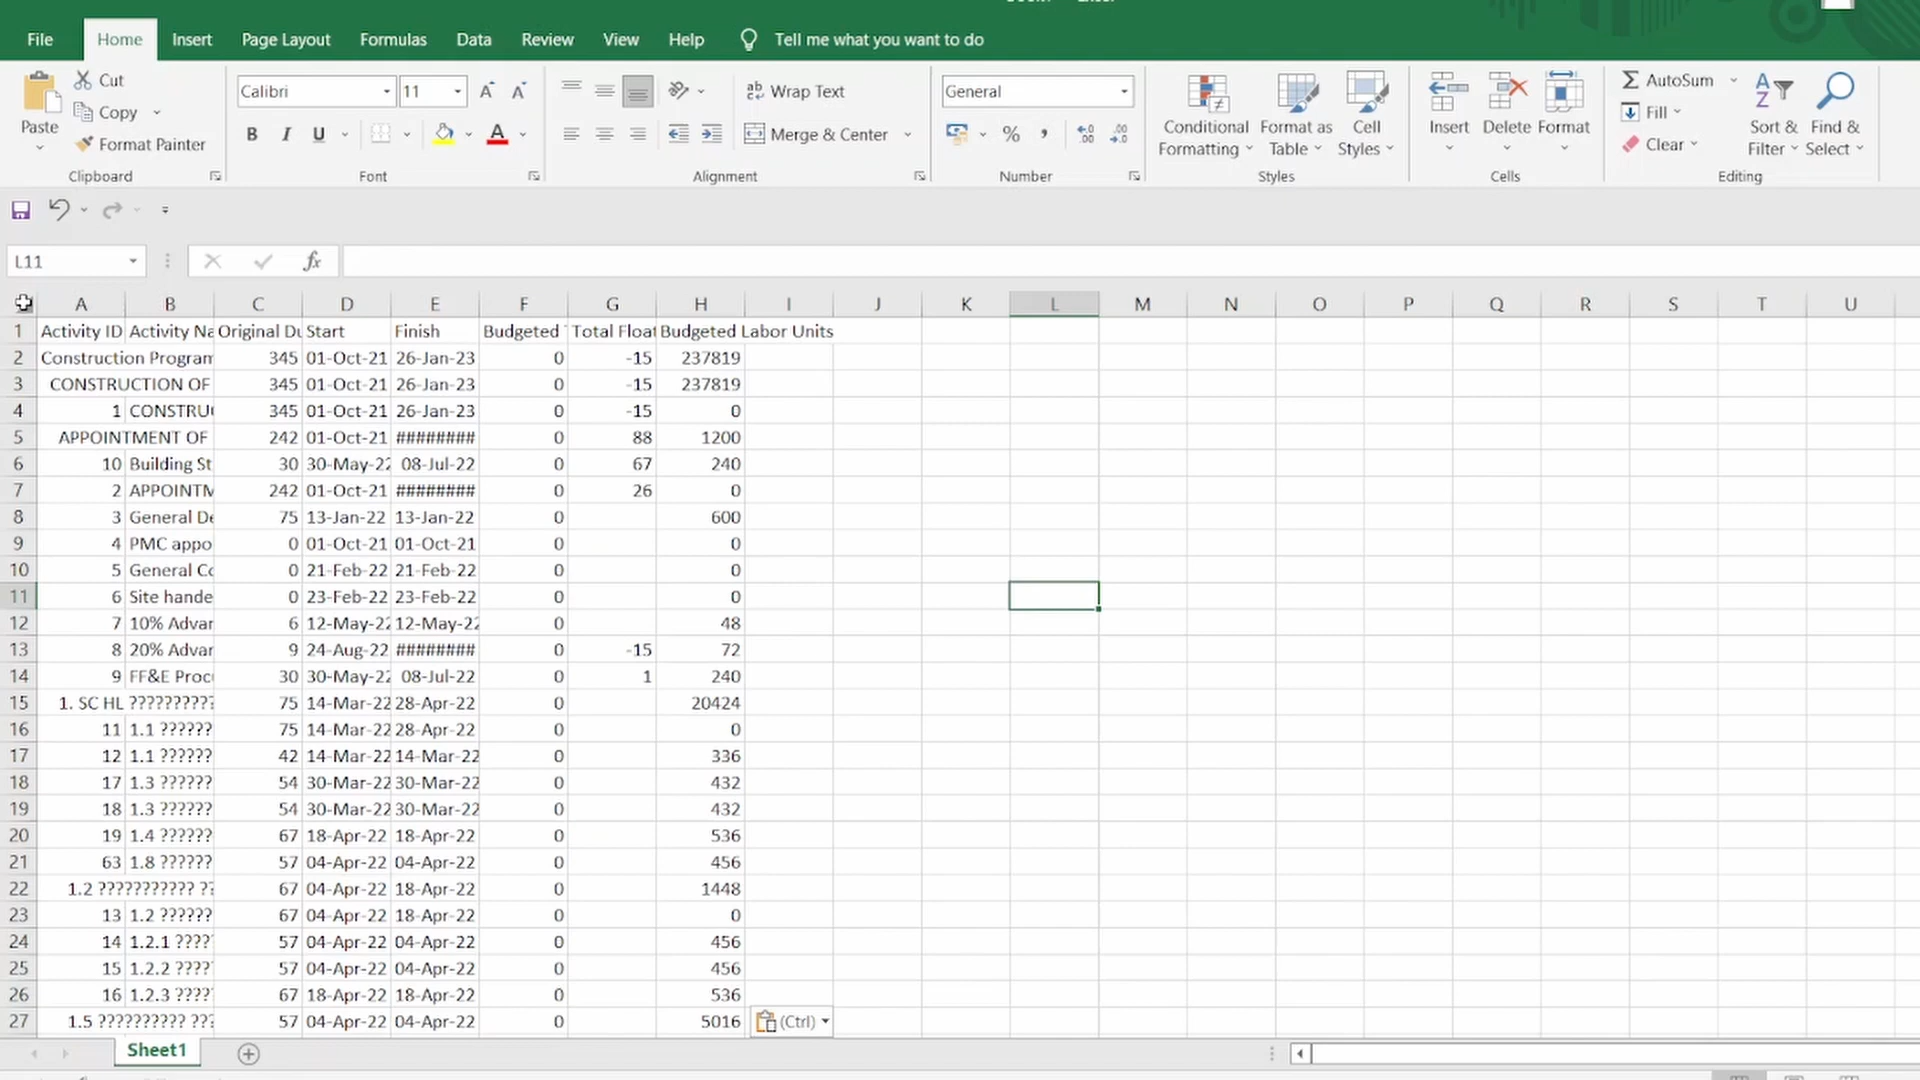 File Home Insert Page Layout Formulas Data Review View Help Tell me what you want to do
Paste Cut Copy Format Painter Clipboard
Calibri 11 B I U A Font
Wrap Text Merge & Center Alignment
General % , Number
Conditional Formatting Format as Table Cell Styles Styles
Insert Delete Format Cells
AutoSum Fill Clear Sort & Filter Find & Select Editing
L11 fx
A B C D E F G H I J K L M N O P Q R S T U
1 Activity ID Activity Na Original Du Start Finish Budgeted Total Float Budgeted Labor Units
2 Construction Program 345 01-Oct-21 26-Jan-23 0 -15 237819
3 CONSTRUCTION OF 345 01-Oct-21 26-Jan-23 0 -15 237819
4 1 CONSTRU 345 01-Oct-21 26-Jan-23 0 -15 0
5 APPOINTMENT OF 242 01-Oct-21 ######## 0 88 1200
6 10 Building St 30 30-May-22 08-Jul-22 0 67 240
7 2 APPOINTM 242 01-Oct-21 ######## 0 26 0
8 3 General De 75 13-Jan-22 13-Jan-22 0 600
9 4 PMC appo 0 01-Oct-21 01-Oct-21 0 0
10 5 General Co 0 21-Feb-22 21-Feb-22 0 0
11 6 Site hande 0 23-Feb-22 23-Feb-22 0 0
12 7 10% Advan 6 12-May-22 12-May-22 0 48
13 8 20% Advan 9 24-Aug-22 ######## 0 -15 72
14 9 FF&E Proc 30 30-May-22 08-Jul-22 0 1 240
15 1. SC HL ?????????? 75 14-Mar-22 28-Apr-22 0 20424
16 11 1.1 ?????? 75 14-Mar-22 28-Apr-22 0 0
17 12 1.1 ?????? 42 14-Mar-22 14-Mar-22 0 336
18 17 1.3 ?????? 54 30-Mar-22 30-Mar-22 0 432
19 18 1.3 ?????? 54 30-Mar-22 30-Mar-22 0 432
20 19 1.4 ?????? 67 18-Apr-22 18-Apr-22 0 536
21 63 1.8 ?????? 57 04-Apr-22 04-Apr-22 0 456
22 1.2 ??????????? ?? 67 04-Apr-22 18-Apr-22 0 1448
23 13 1.2 ?????? 67 04-Apr-22 18-Apr-22 0 0
24 14 1.2.1 ???? 57 04-Apr-22 04-Apr-22 0 456
25 15 1.2.2 ???? 57 04-Apr-22 04-Apr-22 0 456
26 16 1.2.3 ???? 67 18-Apr-22 18-Apr-22 0 536
27 1.5 ?????????? ??? 57 04-Apr-22 04-Apr-22 0 5016 (Ctrl)
Sheet1